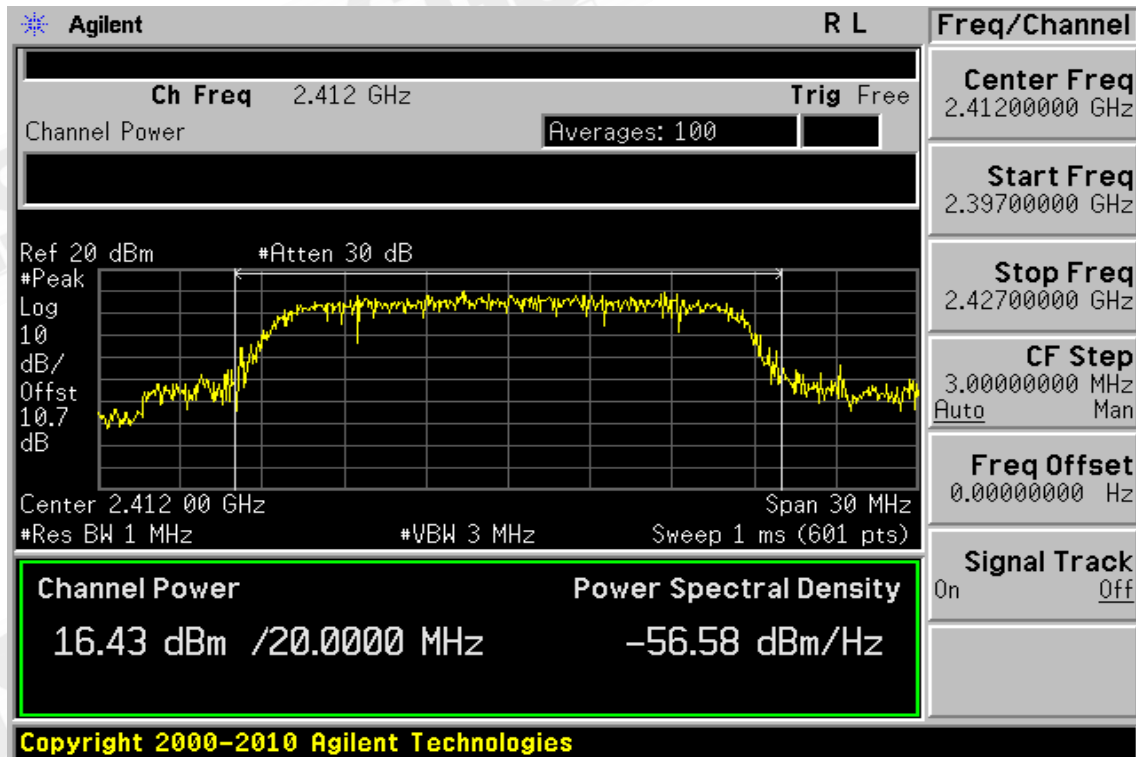 Agilent R L
Freq/Channel
Ch Freq 2.412 GHz Trig Free
Channel Power Averages: 100
Ref 20 dBm #Atten 30 dB
#Peak
Log
10
dB/
Offst
10.7
dB
Center 2.412 00 GHz Span 30 MHz
#Res BW 1 MHz #VBW 3 MHz Sweep 1 ms (601 pts)
Channel Power Power Spectral Density
16.43 dBm /20.0000 MHz -56.58 dBm/Hz
Copyright 2000-2010 Agilent Technologies
Center Freq
2.41200000 GHz
Start Freq
2.39700000 GHz
Stop Freq
2.42700000 GHz
CF Step
3.00000000 MHz
Auto Man
Freq Offset
0.00000000 Hz
Signal Track
On Off